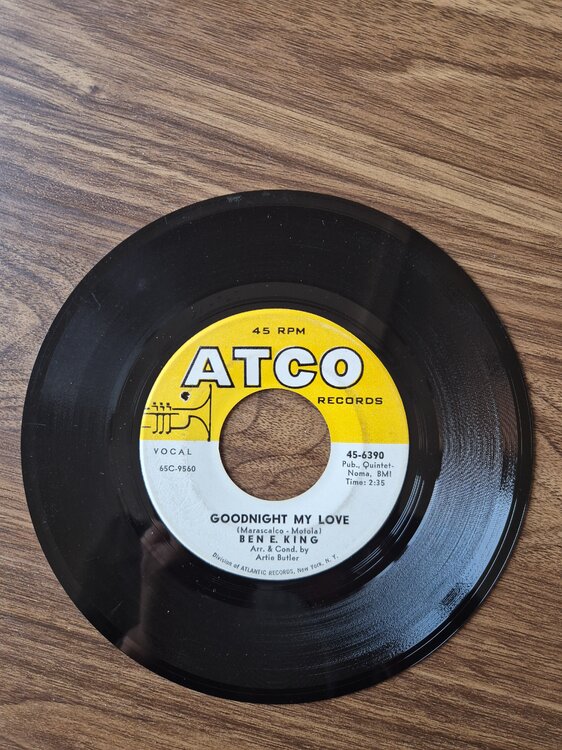 45 RPM
ATCO
RECORDS
VOCAL
65C-9560
45-6390
Pub., Quintet-
Noma, BMI
Time: 2:35
GOODNIGHT MY LOVE
(Marascalco - Motola)
BEN E. KING
Arr. & Cond. by
Artie Butler
Division of ATLANTIC RECORDS, New York, N. Y.